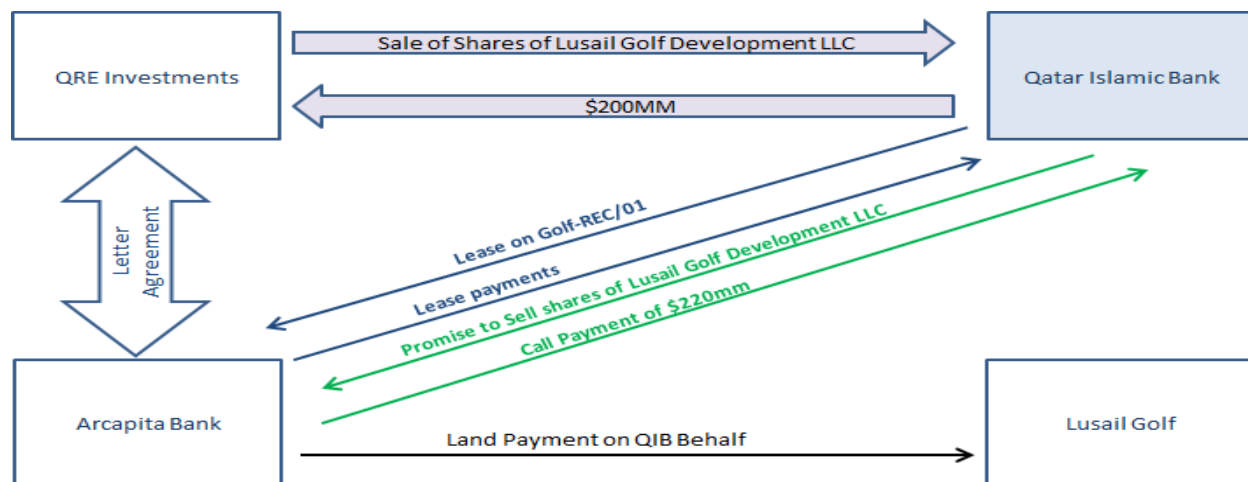 Sale of Shares of Lusail Golf Development LLC
QRE Investments
Qatar Islamic Bank
$200MM
Letter
Agreement
Lease on Golf-REC/01
Lease payments
Promise to Sell shares of Lusail Golf Development LLC
Call Payment of $220mm
Arcapita Bank
Land Payment on QIB Behalf
Lusail Golf